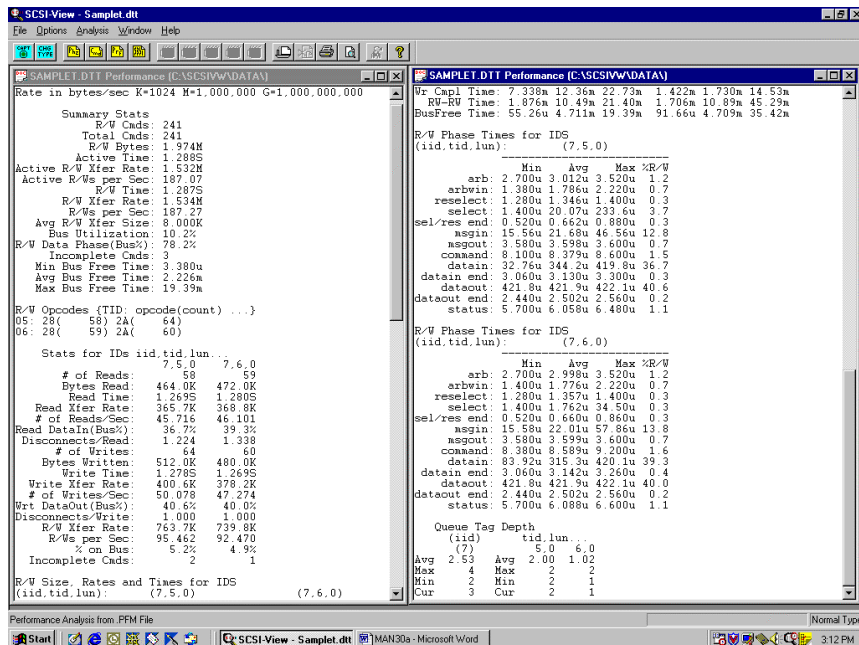 SCSI-View - Samplet.dtt
File Options Analysis Window Help
CAPT CHG TYPE
SAMPLET.DTT Performance (C:\SCSIVW\DATA\)
Rate in bytes/sec K=1024 M=1,000,000 G=1,000,000,000
Summary Stats
R/W Cmds: 241
Total Cmds: 241
R/W Bytes: 1.974M
Active Time: 1.288S
Active R/W Xfer Rate: 1.532M
Active R/Ws per Sec: 187.07
R/W Time: 1.287S
R/W Xfer Rate: 1.534M
R/Ws per Sec: 187.27
Avg R/W Xfer Size: 8.000K
Bus Utilization: 10.2%
R/W Data Phase(Bus%): 78.2%
Incomplete Cmds: 3
Min Bus Free Time: 3.380u
Avg Bus Free Time: 2.226m
Max Bus Free Time: 19.39m
R/W Opcodes {TID: opcode(count) ...}
05: 28( 58) 2A( 64)
06: 28( 59) 2A( 60)
Stats for IDs iid,tid,lun...
7,5,0 7,6,0
# of Reads: 58 59
Bytes Read: 464.0K 472.0K
Read Time: 1.269S 1.280S
Read Xfer Rate: 365.7K 368.8K
# of Reads/Sec: 45.716 46.101
Read DataIn(Bus%): 36.7% 39.3%
Disconnects/Read: 1.224 1.338
# of Writes: 64 60
Bytes Written: 512.0K 480.0K
Write Time: 1.278S 1.269S
Write Xfer Rate: 400.6K 378.2K
# of Writes/Sec: 50.078 47.274
Wrt DataOut(Bus%): 40.6% 40.0%
Disconnects/Write: 1.000 1.000
R/W Xfer Rate: 763.7K 739.8K
R/Ws per Sec: 95.462 92.470
% on Bus: 5.2% 4.9%
Incomplete Cmds: 2 1
R/W Size, Rates and Times for IDS
(iid,tid,lun): (7,5,0) (7,6,0)
SAMPLET.DTT Performance (C:\SCSIVW\DATA\)
Wr Cmpl Time: 7.338m 12.36m 22.73m 1.422m 1.730m 14.53m
RW-RW Time: 1.876m 10.49m 21.40m 1.706m 10.89m 45.29m
BusFree Time: 55.26u 4.711m 19.39m 91.66u 4.709m 35.42m
R/W Phase Times for IDS
(iid,tid,lun): (7,5,0)
Min Avg Max %R/W
arb: 2.700u 3.012u 3.520u 1.2
arbwin: 1.380u 1.786u 2.220u 0.7
reselect: 1.280u 1.346u 1.400u 0.3
select: 1.400u 20.07u 233.6u 3.7
sel/res end: 0.520u 0.662u 0.880u 0.3
msgin: 15.56u 21.68u 46.56u 12.8
msgout: 3.580u 3.598u 3.600u 0.7
command: 8.100u 8.379u 8.600u 1.5
datain: 32.76u 344.2u 419.8u 36.7
datain end: 3.060u 3.130u 3.300u 0.3
dataout: 421.8u 421.9u 422.1u 40.6
dataout end: 2.440u 2.502u 2.560u 0.2
status: 5.700u 6.058u 6.480u 1.1
R/W Phase Times for IDS
(iid,tid,lun): (7,6,0)
Min Avg Max %R/W
arb: 2.700u 2.998u 3.520u 1.2
arbwin: 1.400u 1.776u 2.220u 0.7
reselect: 1.280u 1.357u 1.400u 0.3
select: 1.400u 1.762u 34.50u 0.3
sel/res end: 0.520u 0.660u 0.860u 0.3
msgin: 15.58u 22.01u 57.86u 13.8
msgout: 3.580u 3.599u 3.600u 0.7
command: 8.380u 8.589u 9.200u 1.6
datain: 83.92u 315.3u 420.1u 39.3
datain end: 3.060u 3.142u 3.260u 0.4
dataout: 421.8u 421.9u 422.1u 40.0
dataout end: 2.440u 2.502u 2.560u 0.2
status: 5.700u 6.088u 6.600u 1.1
Queue Tag Depth
(iid) tid,lun...
(7) 5,0 6,0
Avg 2.53 Avg 2.00 1.02
Max 4 Max 2 2
Min 2 Min 2 1
Cur 3 Cur 2 1
Performance Analysis from .PFM File
Normal Type
Start
SCSI-View - Samplet.dtt
MAN30a - Microsoft Word
3:12 PM